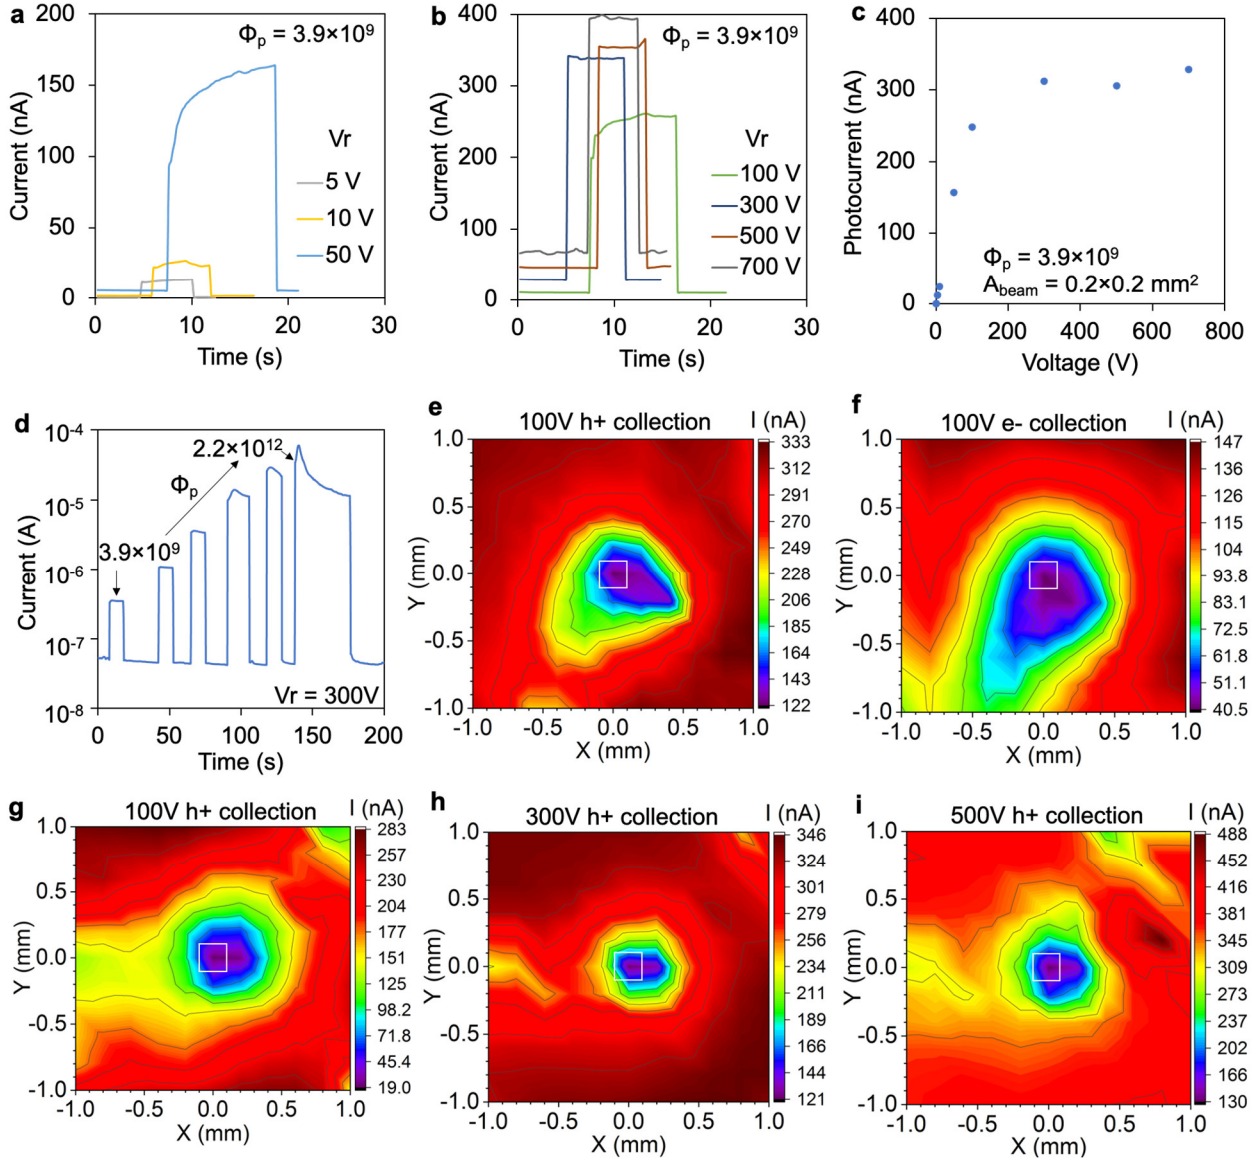 a
Φp = 3.9×10⁹
Current (nA)
200
150
100
50
0
Vr
5 V
10 V
50 V
0 10 20 30
Time (s)
b
Φp = 3.9×10⁹
Current (nA)
400
300
200
100
0
Vr
100 V
300 V
500 V
700 V
0 10 20 30
Time (s)
c
Photocurrent (nA)
400
300
200
100
0
Φp = 3.9×10⁹
Abeam = 0.2×0.2 mm²
0 200 400 600 800
Voltage (V)
d
Current (A)
10⁻⁴
10⁻⁵
10⁻⁶
10⁻⁷
10⁻⁸
2.2×10¹²
Φp
3.9×10⁹
Vr = 300V
0 50 100 150 200
Time (s)
e
100V h+ collection
I (nA)
Y (mm)
1.0
0.5
0.0
-0.5
-1.0
-1.0 -0.5 0.0 0.5 1.0
X (mm)
333
312
291
270
249
228
206
185
164
143
122
f
100V e- collection
I (nA)
Y (mm)
1.0
0.5
0.0
-0.5
-1.0
-1.0 -0.5 0.0 0.5 1.0
X (mm)
147
137
126
115
104
93.8
83.1
72.5
61.8
51.1
40.5
g
100V h+ collection
I (nA)
Y (mm)
1.0
0.5
0.0
-0.5
-1.0
-1.0 -0.5 0.0 0.5 1.0
X (mm)
283
257
230
204
177
151
125
98.2
71.8
45.4
19.0
h
300V h+ collection
I (nA)
Y (mm)
1.0
0.5
0.0
-0.5
-1.0
-1.0 -0.5 0.0 0.5 1.0
X (mm)
346
324
301
279
256
234
211
189
166
144
121
i
500V h+ collection
I (nA)
Y (mm)
1.0
0.5
0.0
-0.5
-1.0
-1.0 -0.5 0.0 0.5 1.0
X (mm)
488
452
416
381
345
309
273
237
202
166
130